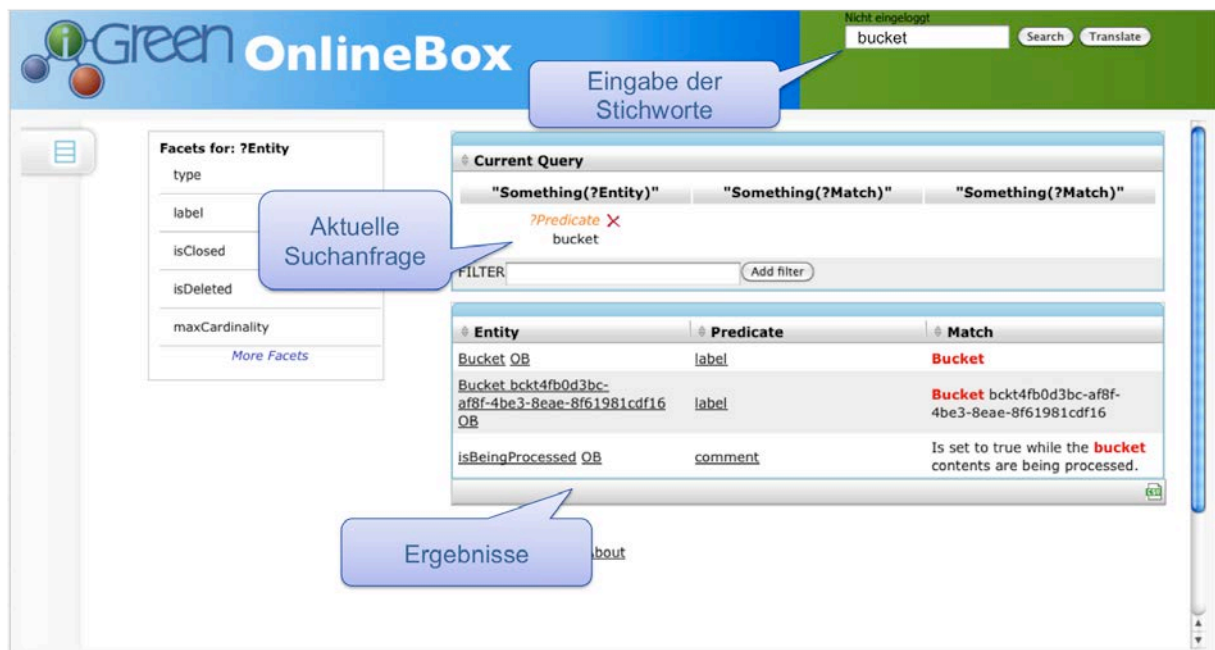 Nicht eingeloggt
iGreen OnlineBox
bucket
Search Translate
Eingabe der
Stichworte
Facets for: ?Entity
type
label
isClosed
isDeleted
maxCardinality
More Facets
Aktuelle
Suchanfrage
Current Query
"Something(?Entity)" "Something(?Match)" "Something(?Match)"
?Predicate
bucket
FILTER Add filter
Entity Predicate Match
Bucket OB label Bucket
Bucket bckt4fb0d3bc-
af8f-4be3-8eae-8f61981cdf16
OB
label
Bucket bckt4fb0d3bc-af8f-
4be3-8eae-8f61981cdf16
isBeingProcessed OB comment
Is set to true while the bucket
contents are being processed.
Ergebnisse